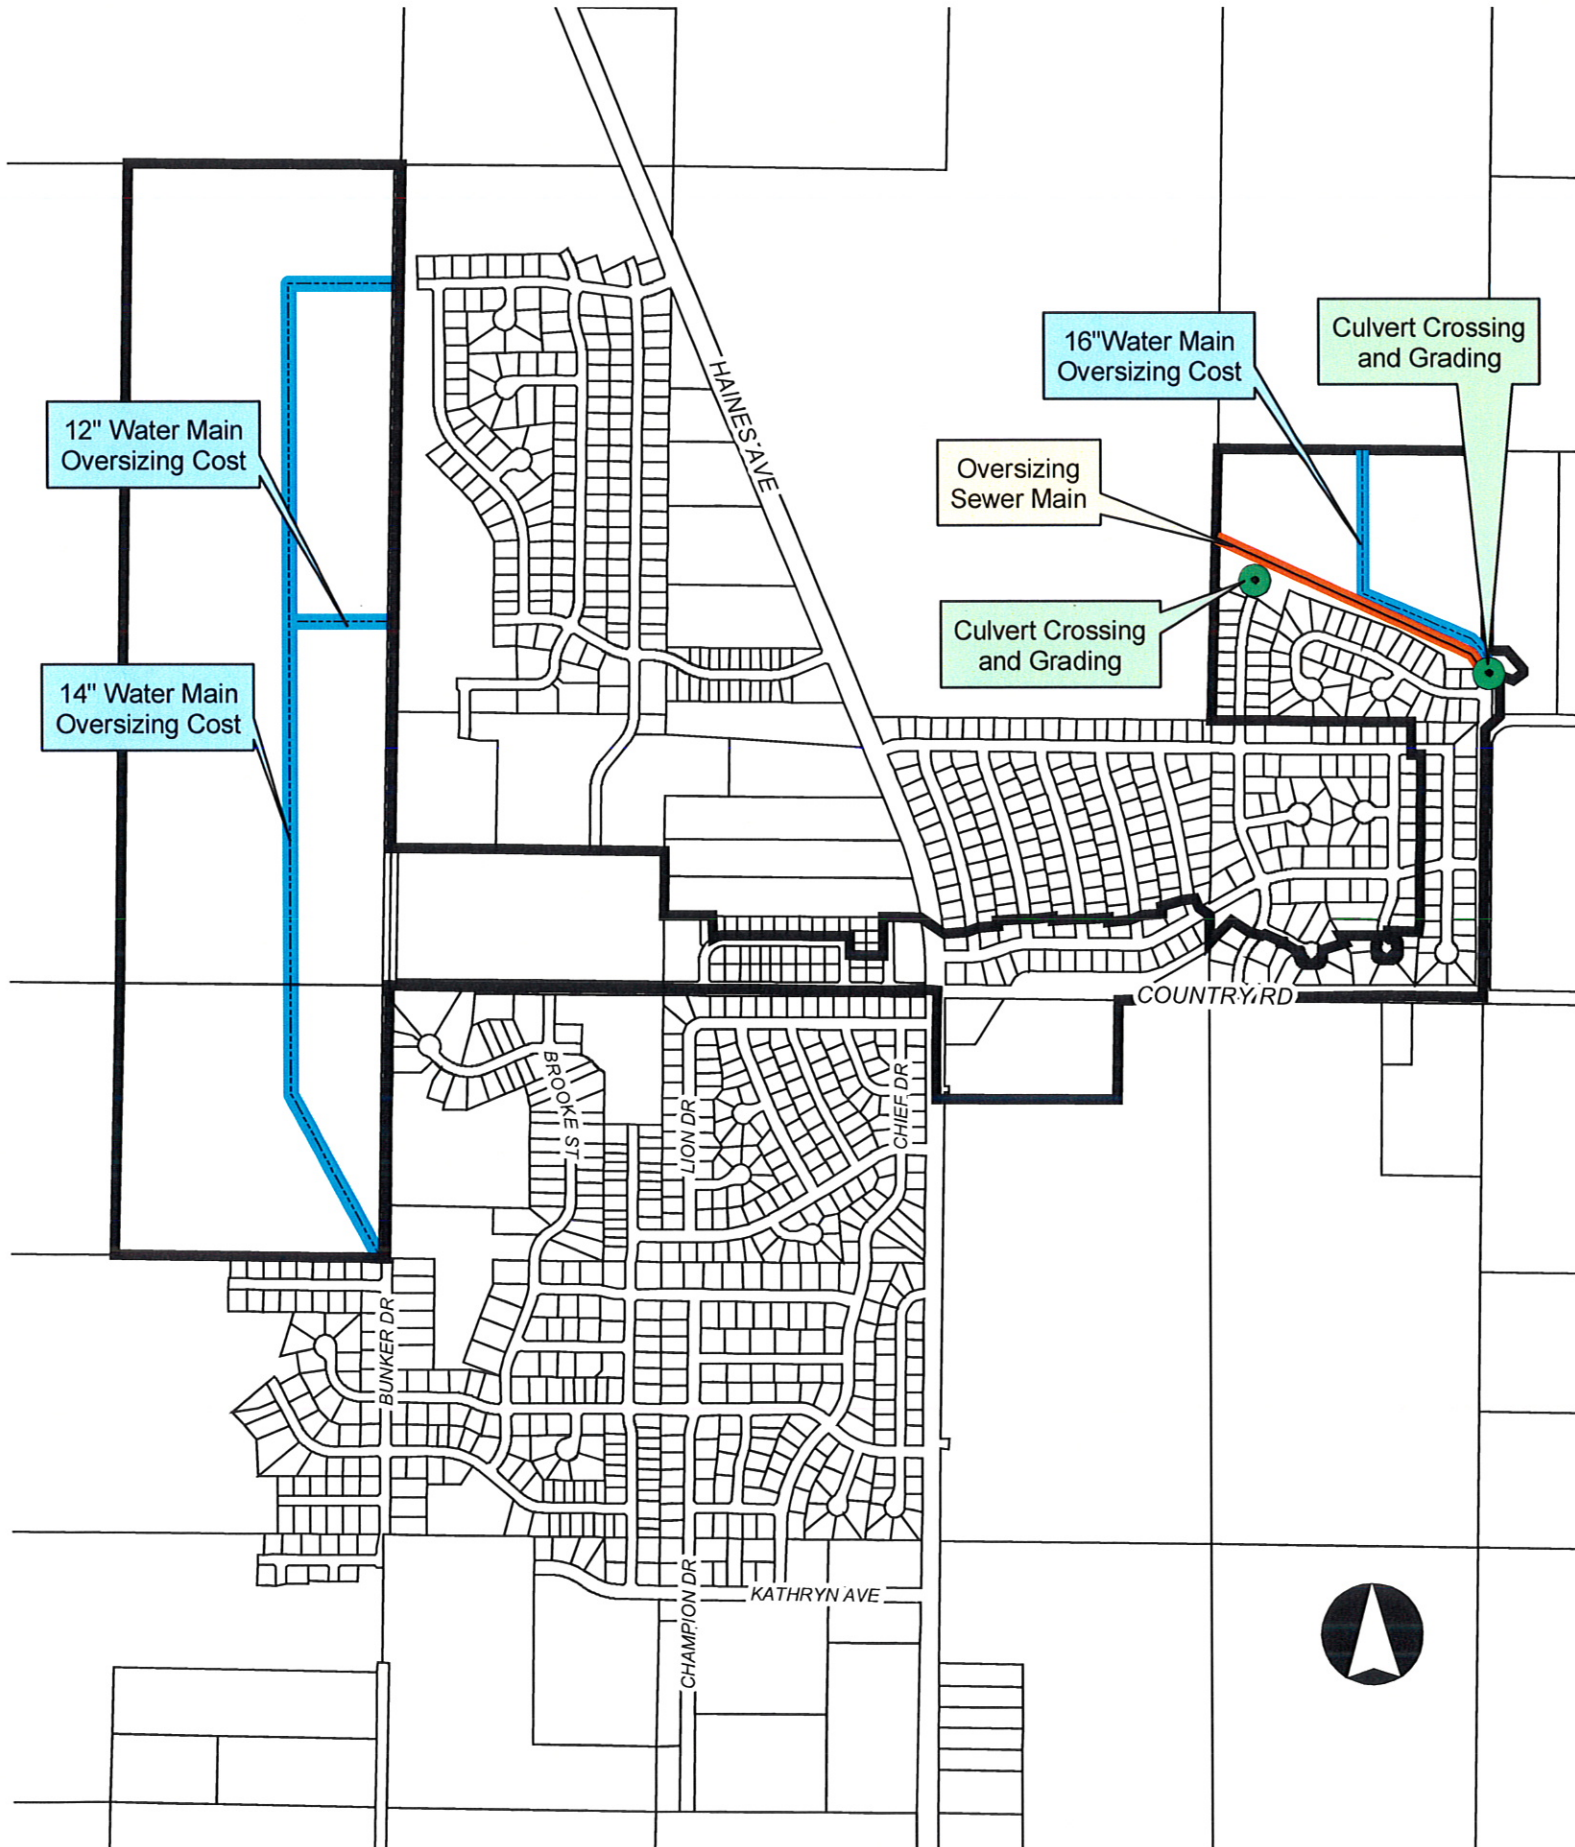 HAINES AVE
16"Water Main
Oversizing Cost
Culvert Crossing
and Grading
12" Water Main
Oversizing Cost
Oversizing
Sewer Main
Culvert Crossing
and Grading
14" Water Main
Oversizing Cost
COUNTRY RD
BROOKE ST
LION DR
CHIEF DR
BUNKER DR
CHAMPION DR
KATHRYN AVE